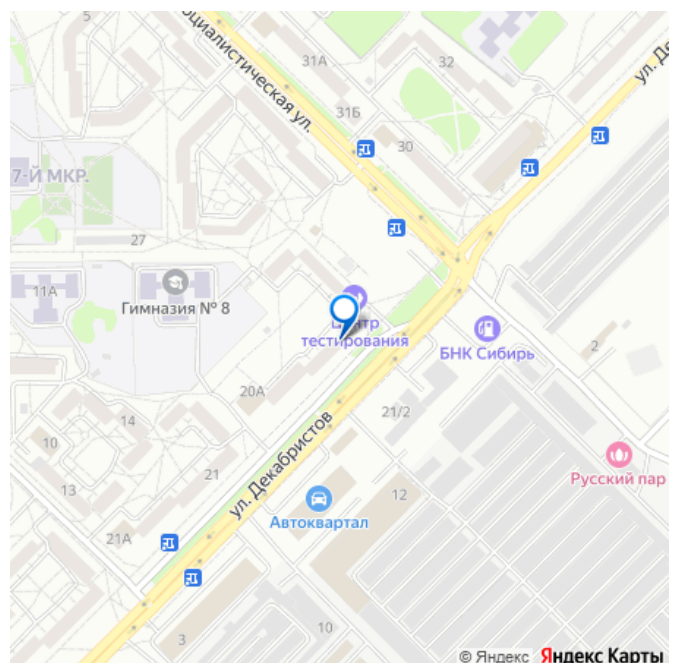 5
оциалистическая ул.
31А
32
ул. Де
31Б
30
7-Й МКР.
27
11А
Гимназия № 8
Центр
тестирования
БНК Сибирь
2
20А
21/2
14
10
ул. Декабристов
21
13
12
Русский пар
Автоквартал
21А
3
10
© Яндекс Яндекс Карты